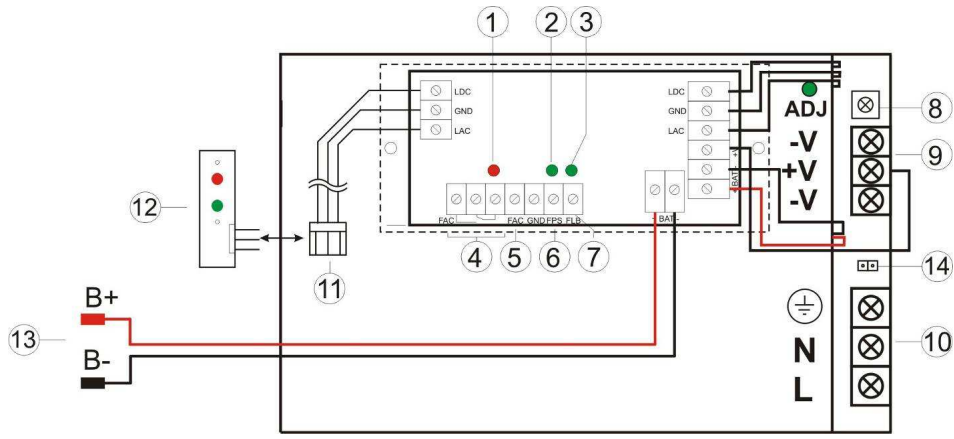 1
2
3
LDC
GND
LAC
LDC
GND
LAC
+V
BAT
ADJ
-V
+V
-V
8
9
12
FAC
FAC GND FPS FLB
BAT
4
5
6
7
11
14
B+
13
B-
N
L
10